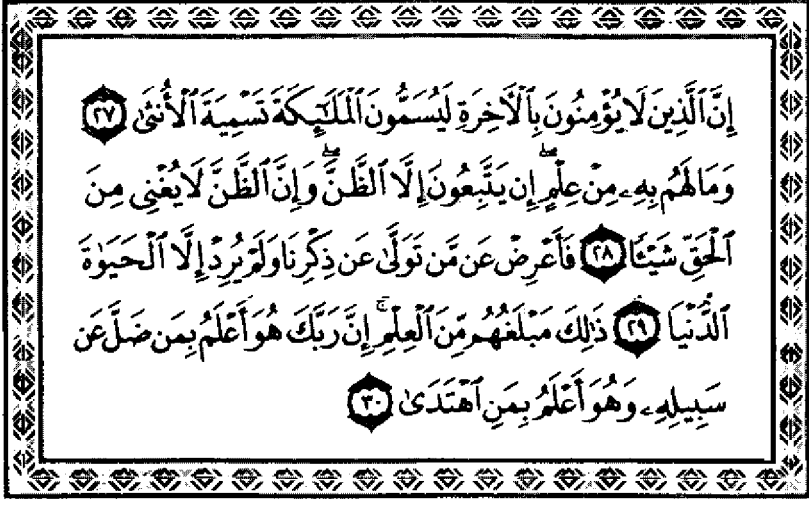 إِنَّ ٱلَّذِينَ لَا يُؤْمِنُونَ بِٱلْأَخِرَةِ لَيُسَمُّونَ ٱلْمَلَٰٓئِكَةَ تَسْمِيَةَ ٱلْأُنثَىٰ ٢٧
وَمَا لَهُم بِهِۦ مِنْ عِلْمٍ ۖ إِن يَتَّبِعُونَ إِلَّا ٱلظَّنَّ ۖ وَإِنَّ ٱلظَّنَّ لَا يُغْنِى مِنَ
ٱلْحَقِّ شَيْـًٔا ٢٨ فَأَعْرِضْ عَن مَّن تَوَلَّىٰ عَن ذِكْرِنَا وَلَمْ يُرِدْ إِلَّا ٱلْحَيَوٰةَ
ٱلدُّنْيَا ٢٩ ذَٰلِكَ مَبْلَغُهُم مِّنَ ٱلْعِلْمِ ۚ إِنَّ رَبَّكَ هُوَ أَعْلَمُ بِمَن ضَلَّ عَن
سَبِيلِهِۦ وَهُوَ أَعْلَمُ بِمَنِ ٱهْتَدَىٰ ٣٠